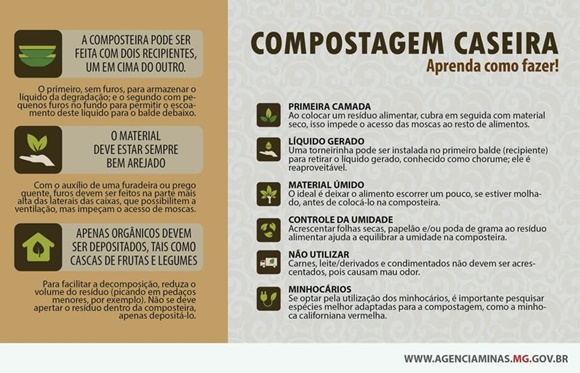 A COMPOSTEIRA PODE SER
FEITA COM DOIS RECIPIENTES,
UM EM CIMA DO OUTRO.
O primeiro, sem furos, para armazenar o
líquido da degradação; e o segundo com pe-
quenos furos no fundo para permitir o escoa-
mento deste líquido para o balde debaixo.
O MATERIAL
DEVE ESTAR SEMPRE
BEM AREJADO
Com o auxílio de uma furadeira ou prego
quente, furos devem ser feitos na parte mais
alta das laterais das caixas, que possibilitem a
ventilação, mas impeçam o acesso de moscas.
APENAS ORGÂNICOS DEVEM
SER DEPOSITADOS, TAIS COMO
CASCAS DE FRUTAS E LEGUMES
Para facilitar a decomposição, reduza o
volume do resíduo (picando em pedaços
menores, por exemplo). Não se deve
apertar o resíduo dentro da composteira,
apenas depositá-lo.
COMPOSTAGEM CASEIRA
Aprenda como fazer!
PRIMEIRA CAMADA
Ao colocar um resíduo alimentar, cubra em seguida com material
seco, isso impede o acesso das moscas ao resto de alimentos.
LÍQUIDO GERADO
Uma torneirinha pode ser instalada no primeiro balde (recipiente)
para retirar o líquido gerado, conhecido como chorume; ele é
reaproveitável.
MATERIAL ÚMIDO
O ideal é deixar o alimento escorrer um pouco, se estiver molha-
do, antes de colocá-la na composteira.
CONTROLE DA UMIDADE
Acrescentar folhas secas, papelão e/ou poda de grama ao resíduo
alimentar ajuda a equilibrar a umidade na composteira.
NÃO UTILIZAR
Carnes, leite/derivados e condimentados não devem ser acres-
centados, pois causam mau odor.
MINHOCÁRIOS
Se optar pela utilização dos minhocários, é importante pesquisar
espécies melhor adaptadas para a compostagem, como a minho-
ca californiana vermelha.
WWW.AGENCIAMINAS.MG.GOV.BR